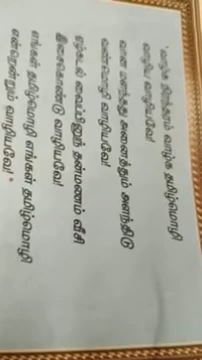 " வாழ்க நிரந்தரம் வாழ்க தமிழ்மொழி
வாழிய வாழியவே!
வான மளந்தது அனைத்தும் அளந்திடு
வண்மொழி வாழியவே!
ஏழ்கடல் வைப்பினுந் தன்மணம் வீசி
இசைகொண்டு வாழியவே!
எங்கள் தமிழ்மொழி எங்கள் தமிழ்மொழி
என்றென்றும் வாழியவே! "